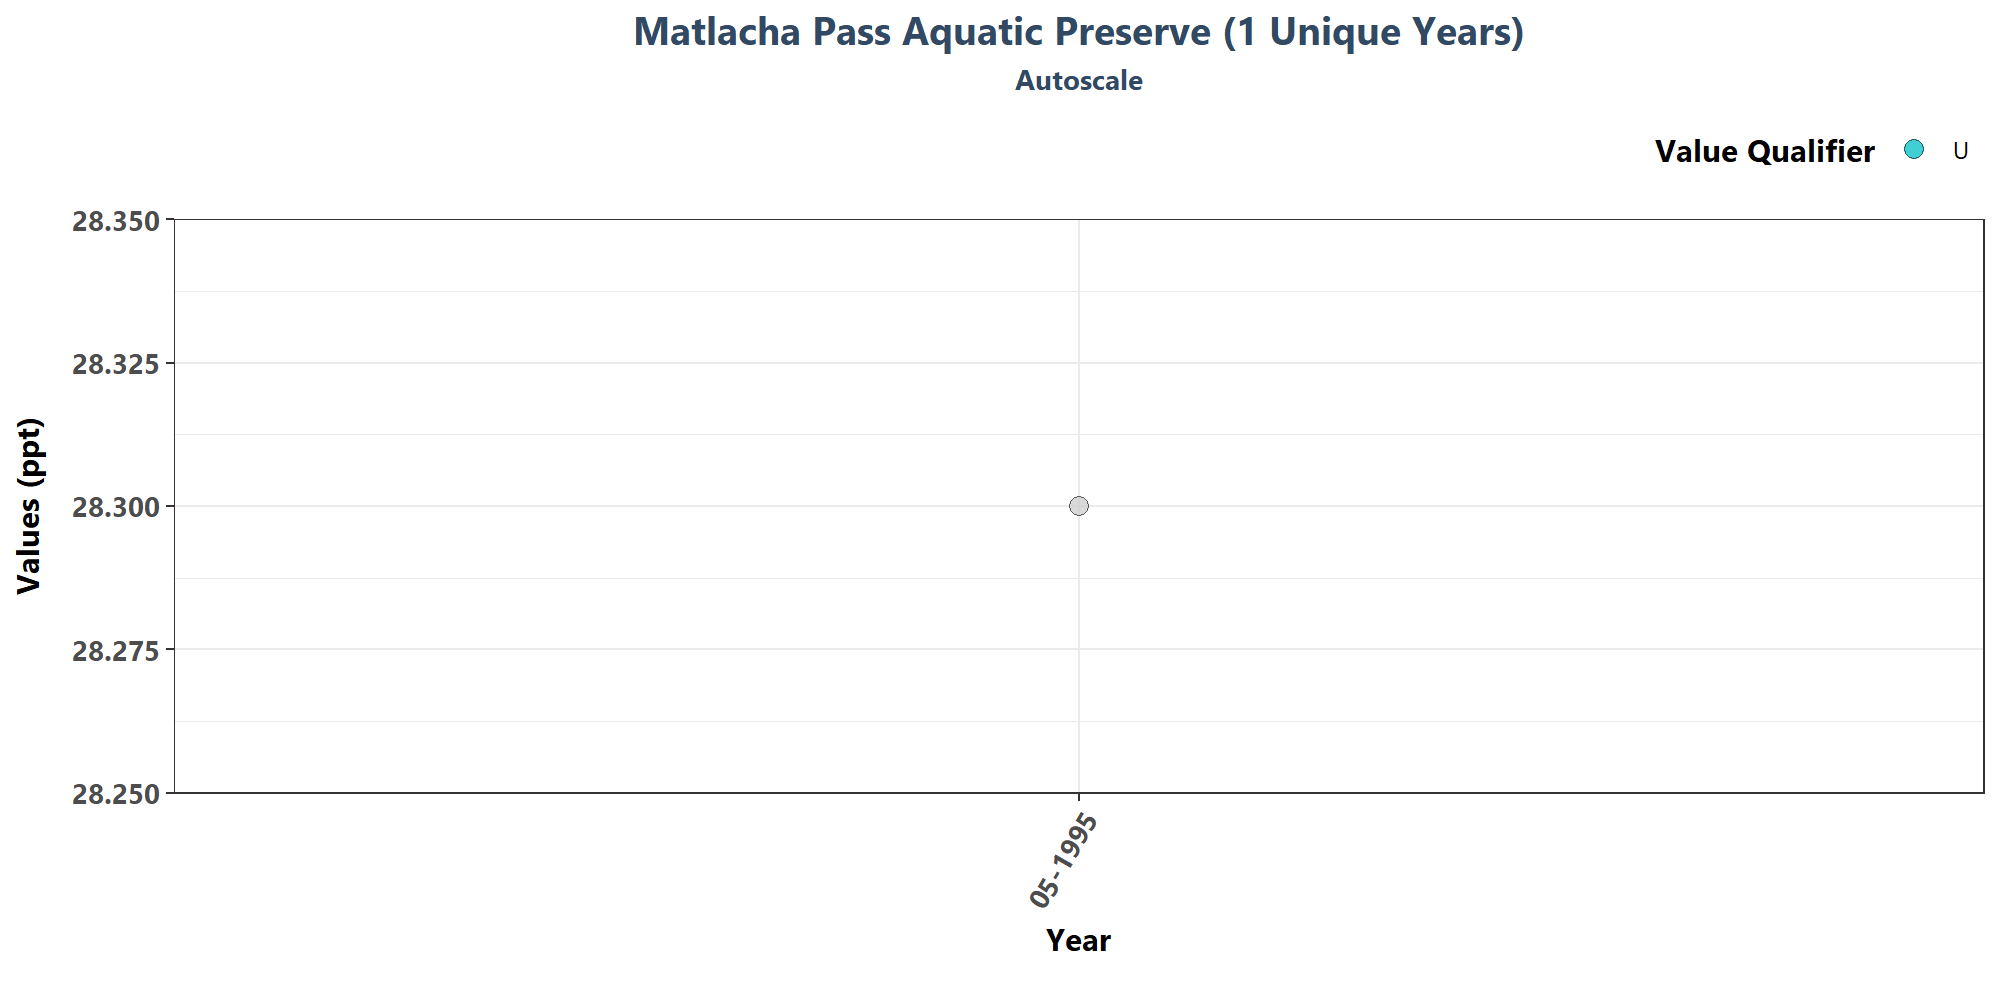 Matlacha Pass Aquatic Preserve (1 Unique Years)
Autoscale
Value Qualifier U
28.350
28.325
28.300
28.275
28.250
Values (ppt)
05-1995
Year